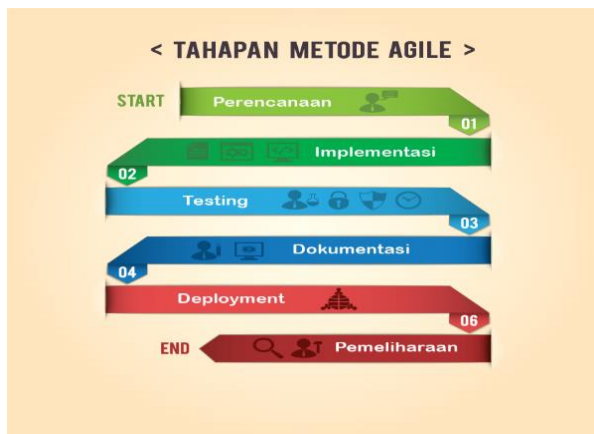 < TAHAPAN METODE AGILE >
START Perencanaan
01
Implementasi
02
Testing
03
Dokumentasi
04
Deployment
06
END Pemeliharaan